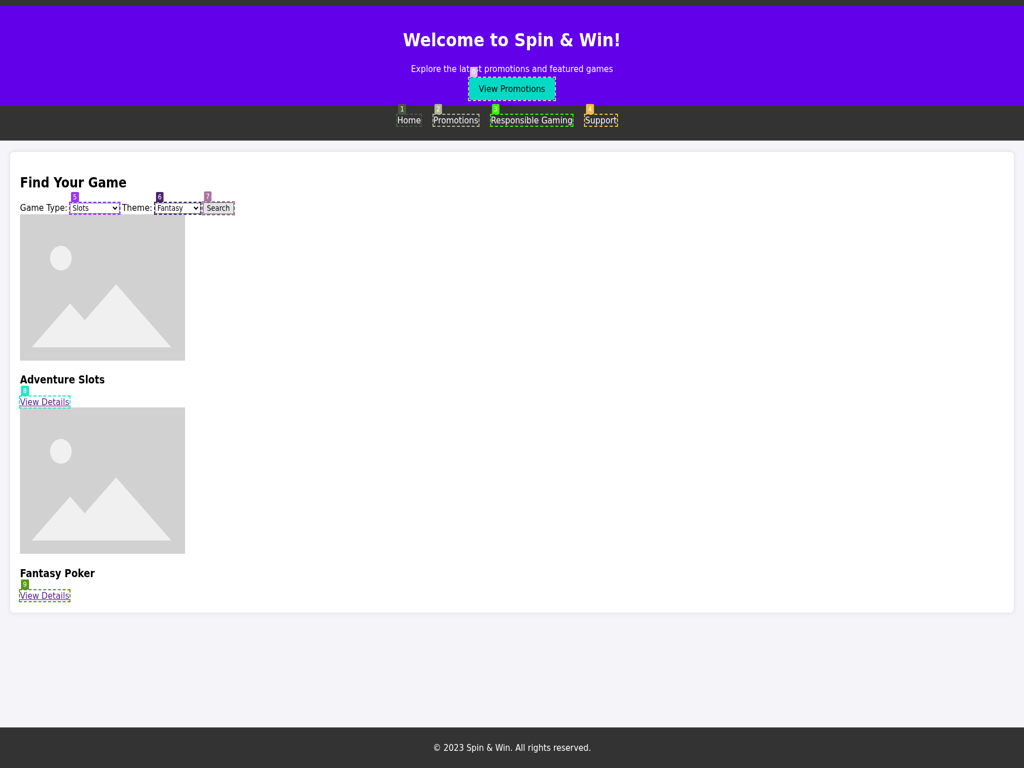 Welcome to Spin & Win!
Explore the latest promotions and featured games
0
View Promotions
1 2 3 4
Home Promotions Responsible Gaming Support
Find Your Game
5 6 7
Game Type: Slots Theme: Fantasy Search
Adventure Slots
8
View Details
Fantasy Poker
9
View Details
© 2023 Spin & Win. All rights reserved.